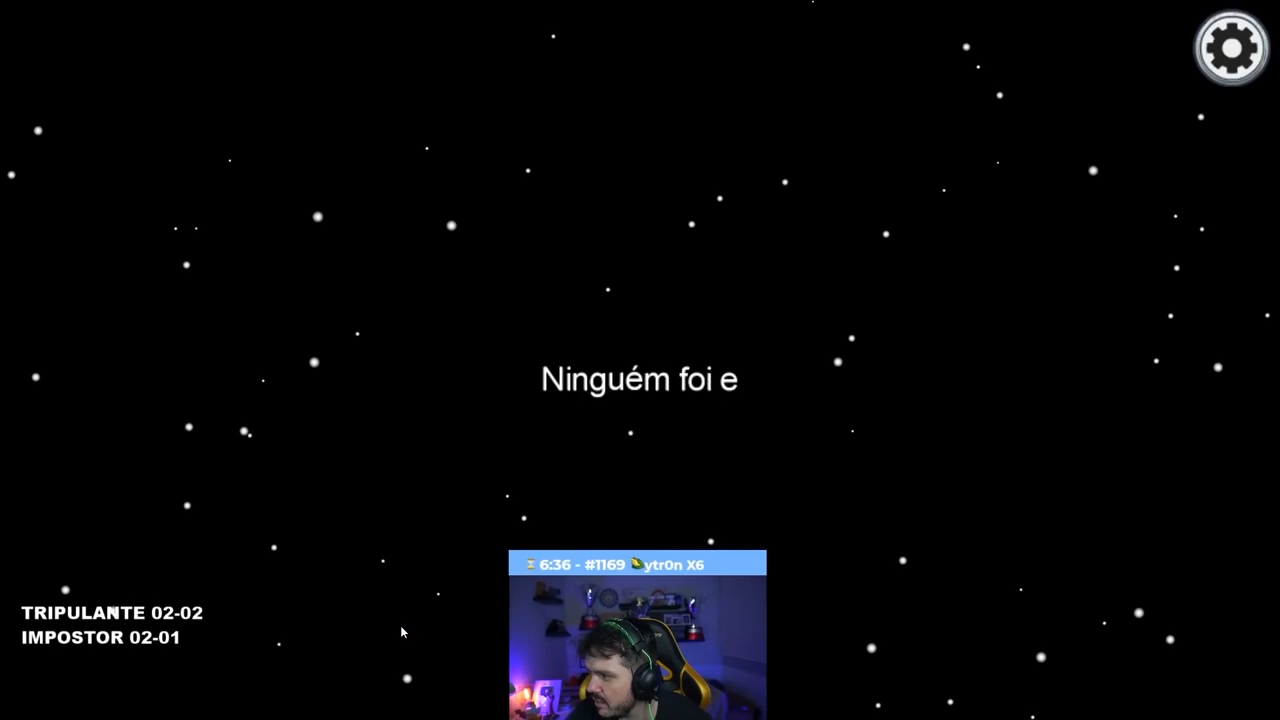 Ninguém foi e
6:36 - #1169 ytr0n X6
TRIPULANTE 02-02
IMPOSTOR 02-01